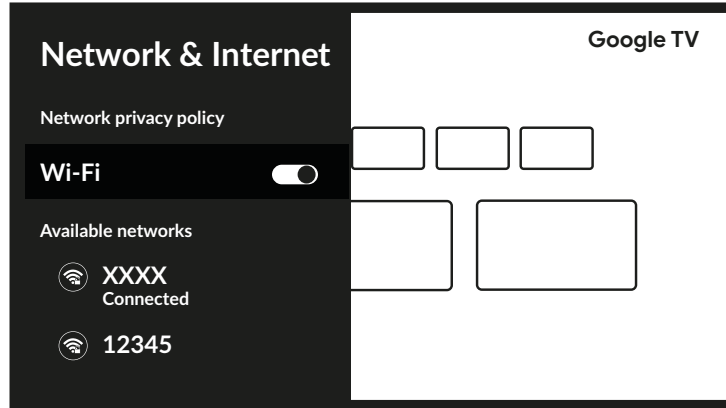 Network & Internet
Google TV
Network privacy policy
Wi-Fi
Available networks
XXXX
Connected
12345